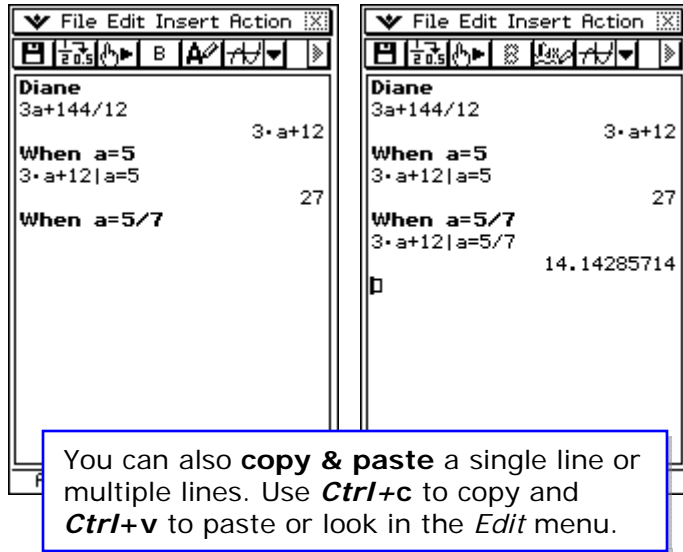 File Edit Insert Action
B
Diane
3a+144/12
3·a+12
When a=5
3·a+12|a=5
27
When a=5/7
File Edit Insert Action
Diane
3a+144/12
3·a+12
When a=5
3·a+12|a=5
27
When a=5/7
3·a+12|a=5/7
14.14285714
You can also copy & paste a single line or
multiple lines. Use Ctrl+c to copy and
Ctrl+v to paste or look in the Edit menu.